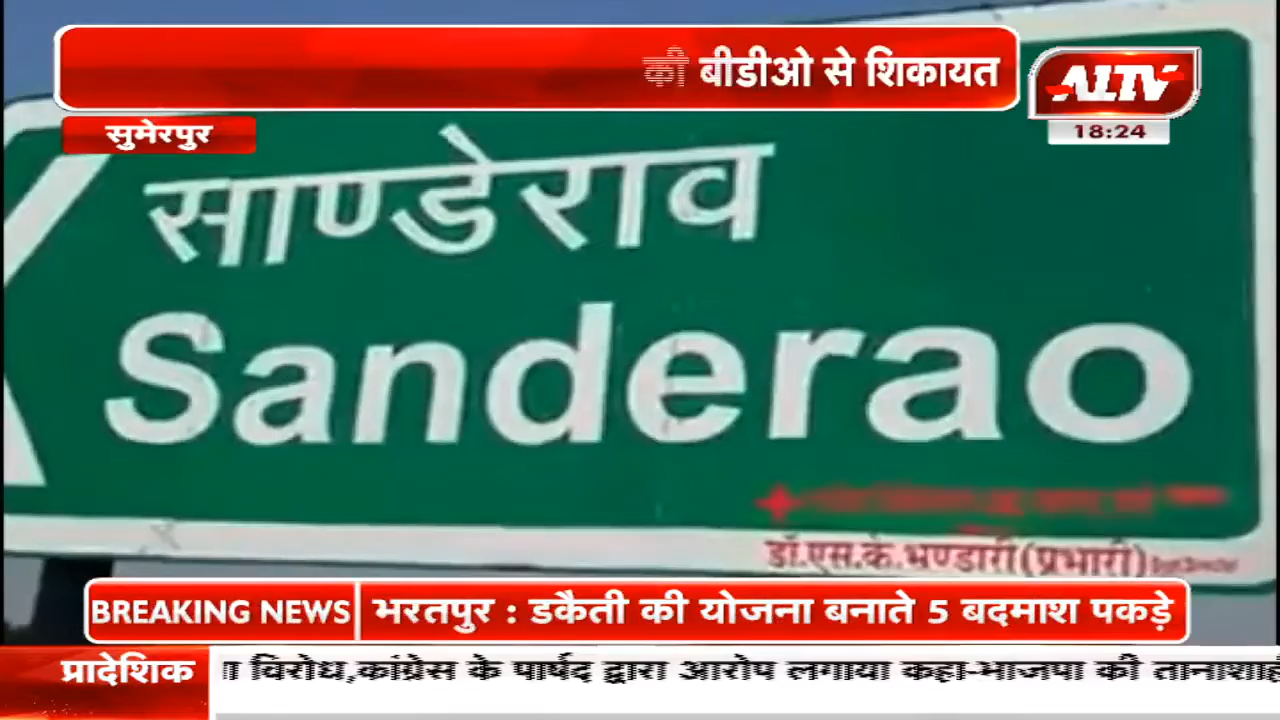 की बीडीओ से शिकायत
ALTV
18:24
सुमेरपुर
साण्डेराव
Sanderao
डॉ.एस.के.भण्डारी(प्रभारी)
BREAKING NEWS
भरतपुर : डकैती की योजना बनाते 5 बदमाश पकड़े
प्रादेशिक
विरोध,कांग्रेस के पार्षद द्वारा आरोप लगाया कहा-भाजपा की